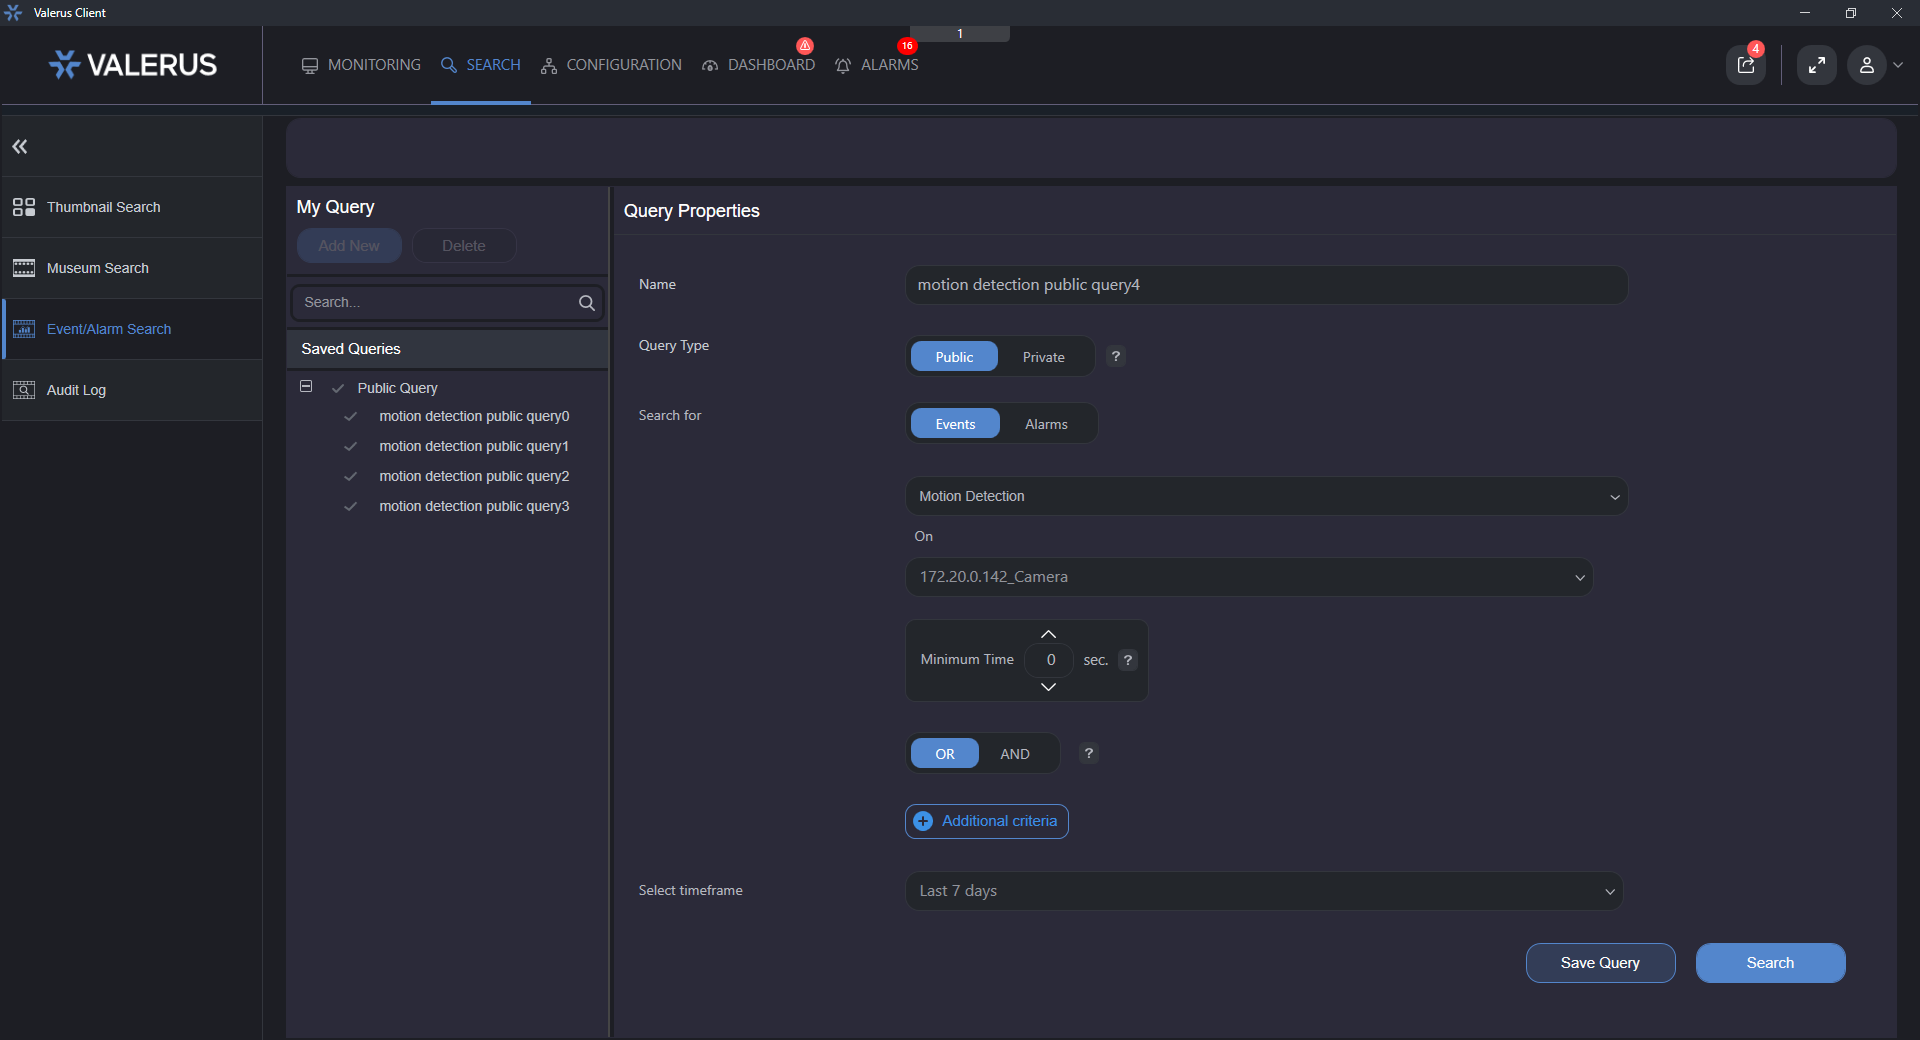 Valerus Client
1
VALERUS
MONITORING
SEARCH
CONFIGURATION
DASHBOARD
16
ALARMS
4
Thumbnail Search
Museum Search
Event/Alarm Search
Audit Log
My Query
Add New
Delete
Search...
Saved Queries
Public Query
motion detection public query0
motion detection public query1
motion detection public query2
motion detection public query3
Query Properties
Name
motion detection public query4
Query Type
Public
Private
?
Search for
Events
Alarms
Motion Detection
On
172.20.0.142_Camera
Minimum Time
0
sec.
?
OR
AND
?
Additional criteria
Select timeframe
Last 7 days
Save Query
Search